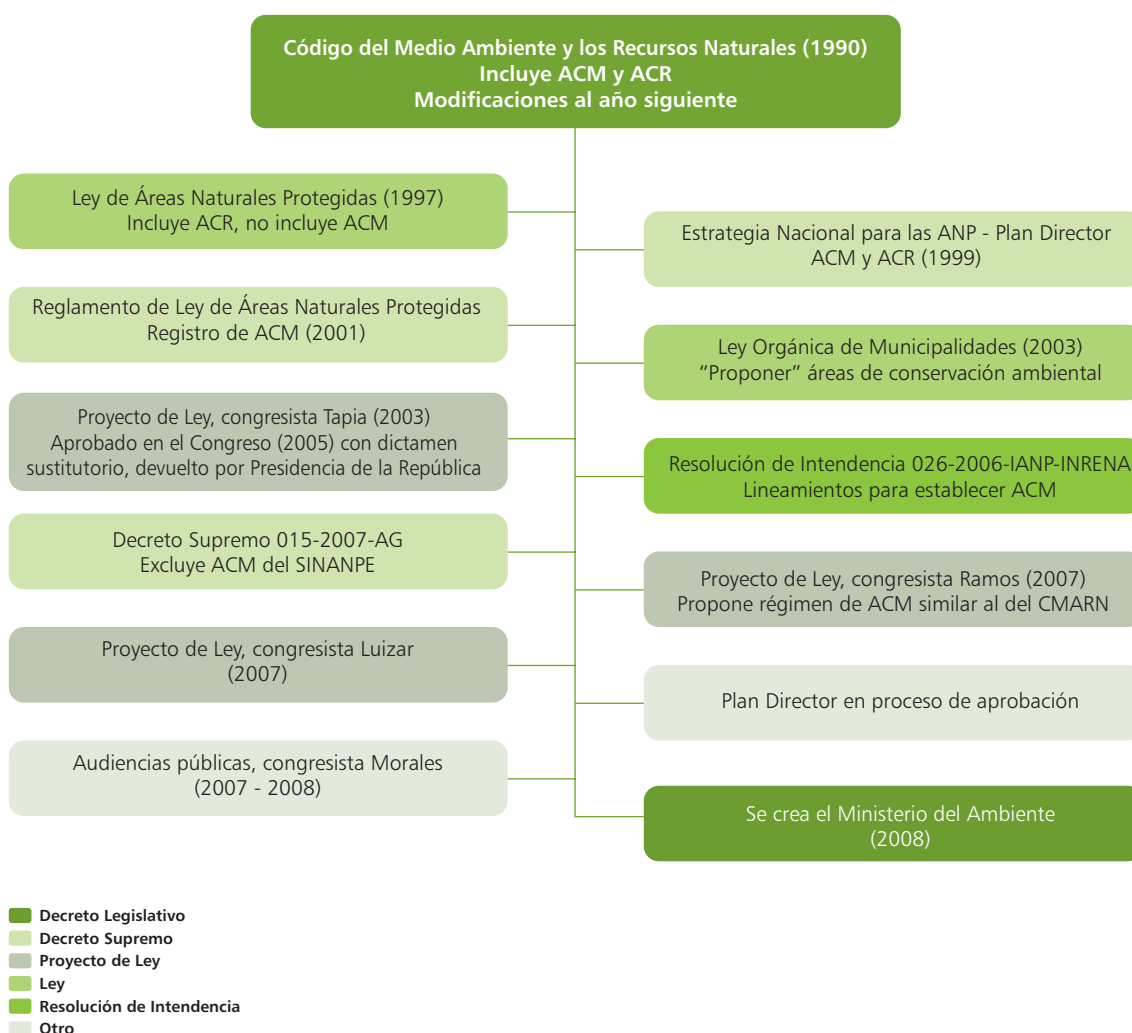 Código del Medio Ambiente y los Recursos Naturales (1990)
Incluye ACM y ACR
Modificaciones al año siguiente
Ley de Áreas Naturales Protegidas (1997)
Incluye ACR, no incluye ACM
Estrategia Nacional para las ANP - Plan Director
ACM y ACR (1999)
Reglamento de Ley de Áreas Naturales Protegidas
Registro de ACM (2001)
Ley Orgánica de Municipalidades (2003)
“Proponer” áreas de conservación ambiental
Proyecto de Ley, congresista Tapia (2003)
Aprobado en el Congreso (2005) con dictamen
sustitutorio, devuelto por Presidencia de la República
Resolución de Intendencia 026-2006-IANP-INRENA
Lineamientos para establecer ACM
Decreto Supremo 015-2007-AG
Excluye ACM del SINANPE
Proyecto de Ley, congresista Ramos (2007)
Propone régimen de ACM similar al del CMARN
Proyecto de Ley, congresista Luizar
(2007)
Plan Director en proceso de aprobación
Audiencias públicas, congresista Morales
(2007 - 2008)
Se crea el Ministerio del Ambiente
(2008)
Decreto Legislativo
Decreto Supremo
Proyecto de Ley
Ley
Resolución de Intendencia
Otro